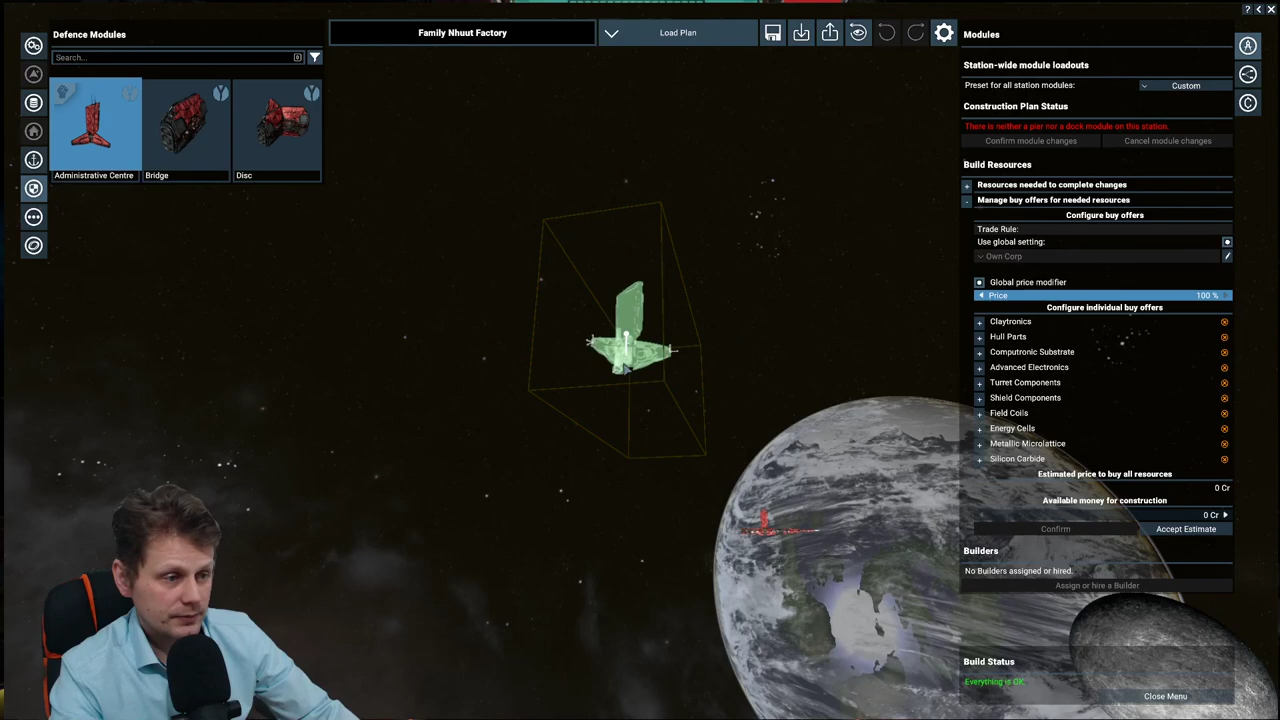 Defence Modules
Search...
Administrative Centre
Bridge
Disc
Family Nhuut Factory
Load Plan
Modules
Station-wide module loadouts
Preset for all station modules:
Custom
Construction Plan Status
There is neither a pier nor a dock module on this station.
Confirm module changes
Cancel module changes
Build Resources
+ Resources needed to complete changes
- Manage buy offers for needed resources
Configure buy offers
Trade Rule:
Use global setting:
Own Corp
Global price modifier
Price 100 %
Configure individual buy offers
+ Claytronics
+ Hull Parts
+ Computronic Substrate
+ Advanced Electronics
+ Turret Components
+ Shield Components
+ Field Coils
+ Energy Cells
+ Metallic Microlattice
+ Silicon Carbide
Estimated price to buy all resources
0 Cr
Available money for construction
0 Cr
Confirm
Accept Estimate
Builders
No Builders assigned or hired.
Assign or hire a Builder
Build Status
Everything is OK.
Close Menu